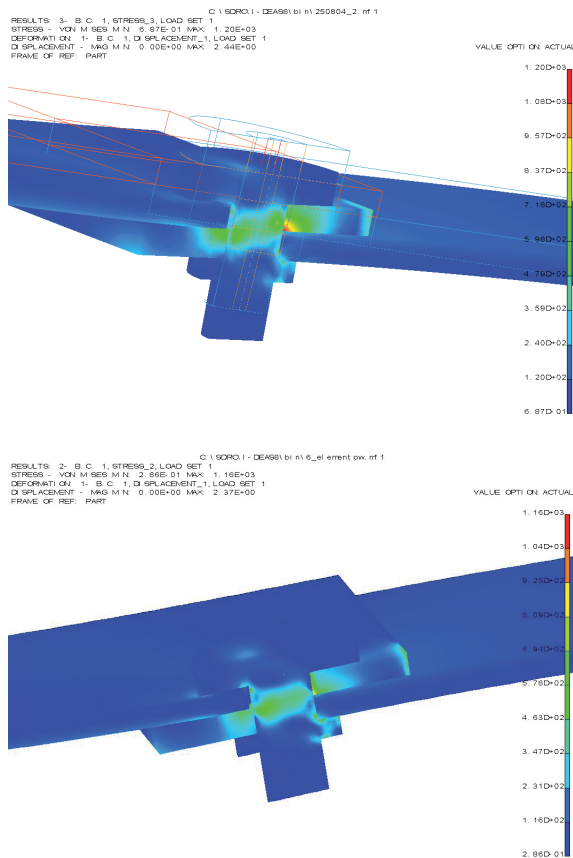 C:\SDRC\I-DEAS8\bin\250804_2.mf1
RESULTS: 3- B.C. 1, STRESS_3, LOAD SET 1
STRESS - VON MISES MIN: 6.87E-01 MAX: 1.20E+03
DEFORMATION: 1- B.C. 1, DISPLACEMENT_1, LOAD SET 1
DISPLACEMENT - MAG MIN: 0.00E+00 MAX: 2.44E+00
FRAME OF REF: PART
VALUE OPTION: ACTUAL
1.20D+03
1.08D+03
9.57D+02
8.37D+02
7.18D+02
5.98D+02
4.79D+02
3.59D+02
2.40D+02
1.20D+02
6.87D-01
C:\SDRC\I-DEAS8\bin\6_elementow.mf1
RESULTS: 2- B.C. 1, STRESS_2, LOAD SET 1
STRESS - VON MISES MIN: 2.86E-01 MAX: 1.16E+03
DEFORMATION: 1- B.C. 1, DISPLACEMENT_1, LOAD SET 1
DISPLACEMENT - MAG MIN: 0.00E+00 MAX: 2.37E+00
FRAME OF REF: PART
VALUE OPTION: ACTUAL
1.16D+03
1.04D+03
9.25D+02
8.09D+02
6.94D+02
5.78D+02
4.63D+02
3.47D+02
2.31D+02
1.16D+02
2.86D-01